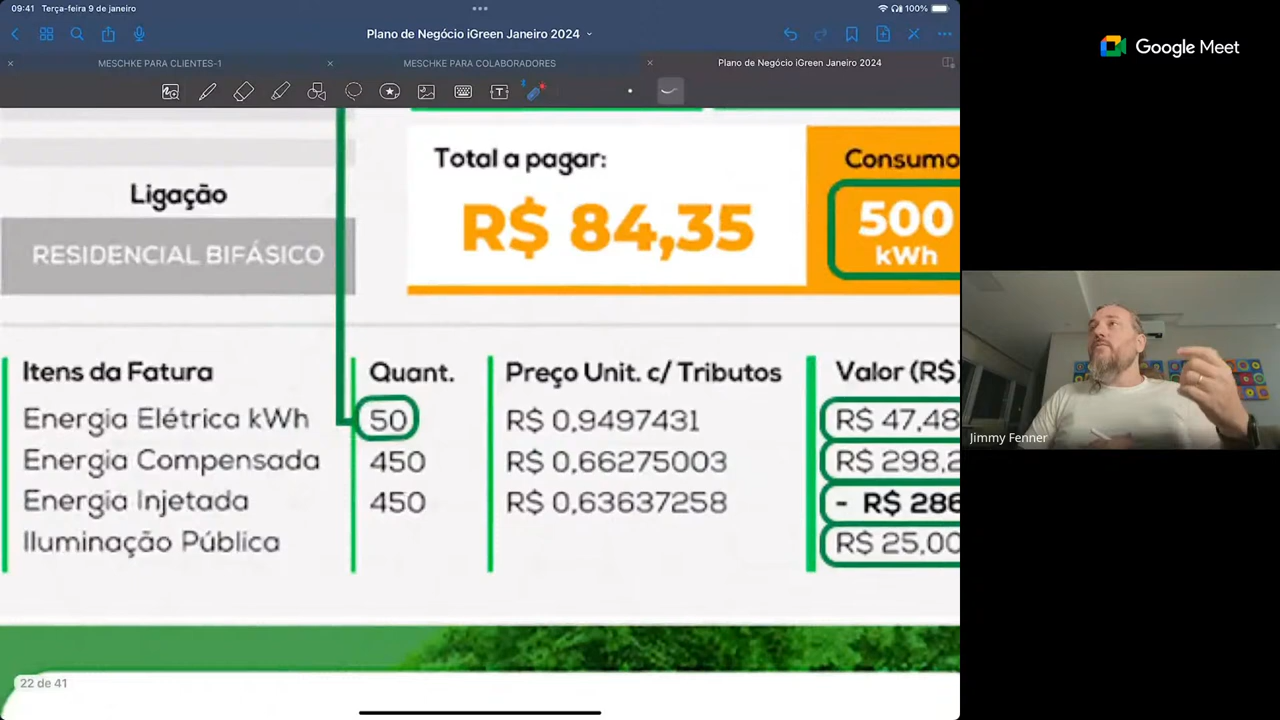 09:41 Terça-feira 9 de janeiro
100%
Plano de Negócio iGreen Janeiro 2024
MESCHKE PARA CLIENTES-1
MESCHKE PARA COLABORADORES
Plano de Negócio iGreen Janeiro 2024
Google Meet
Total a pagar:
R$ 84,35
Consumo
500
kWh
Ligação
RESIDENCIAL BIFÁSICO
Itens da Fatura Quant. Preço Unit. c/ Tributos Valor (R$)
Energia Elétrica kWh 50 R$ 0,9497431 R$ 47,48
Energia Compensada 450 R$ 0,66275003 R$ 298,2
Energia Injetada 450 R$ 0,63637258 - R$ 286
Iluminação Pública R$ 25,00
22 de 41
Jimmy Fenner